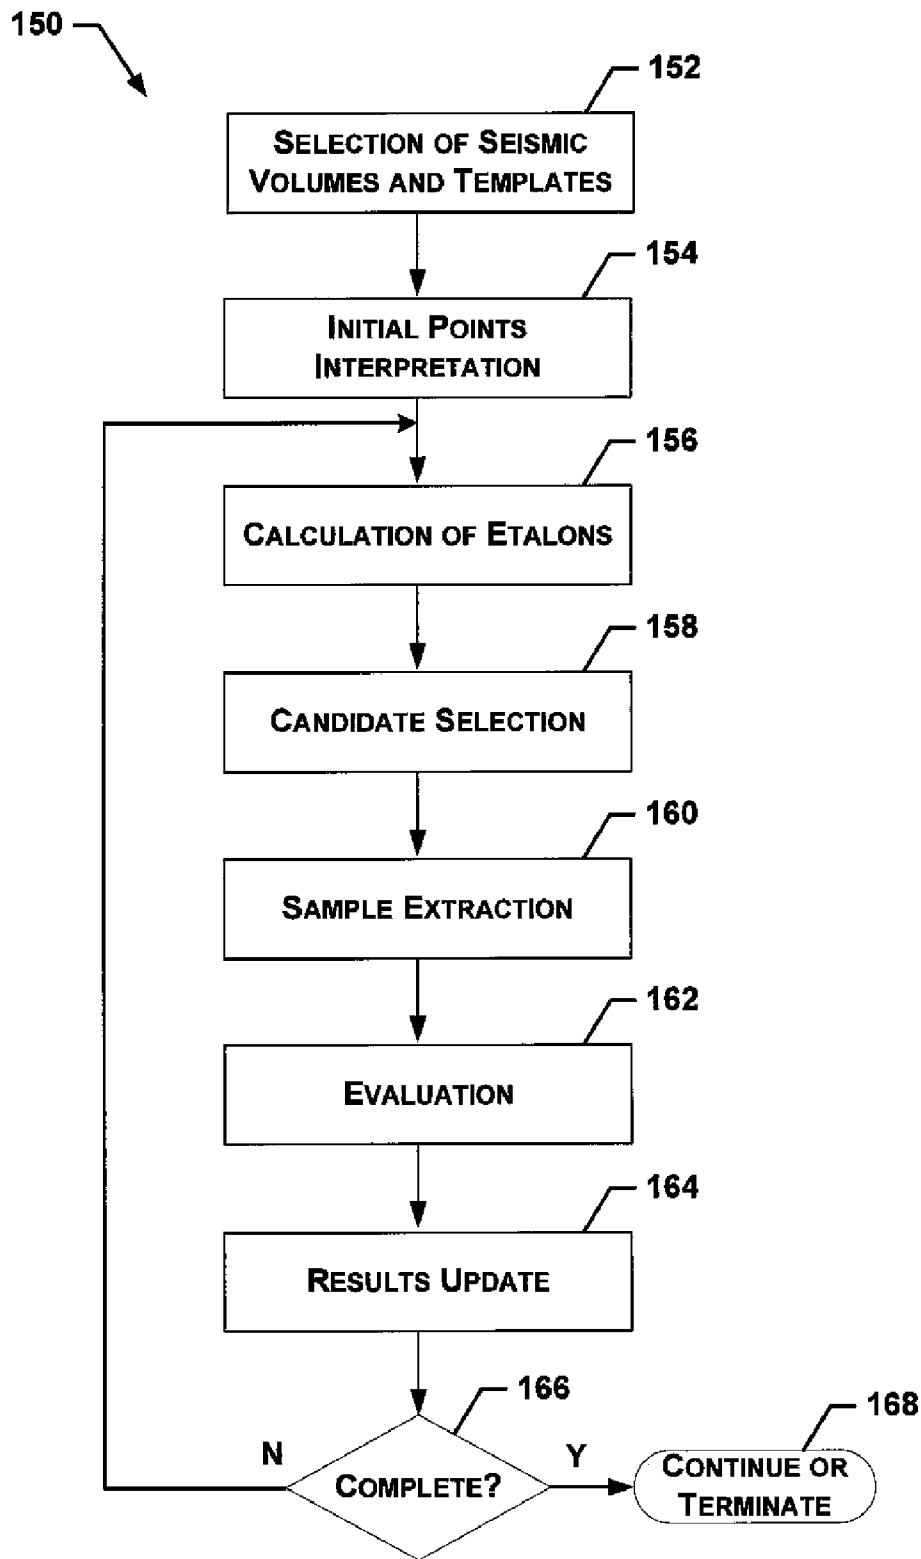 150
152
SELECTION OF SEISMIC
VOLUMES AND TEMPLATES
154
INITIAL POINTS
INTERPRETATION
156
CALCULATION OF ETALONS
158
CANDIDATE SELECTION
160
SAMPLE EXTRACTION
162
EVALUATION
164
RESULTS UPDATE
166
168
N
COMPLETE?
Y
CONTINUE OR
TERMINATE